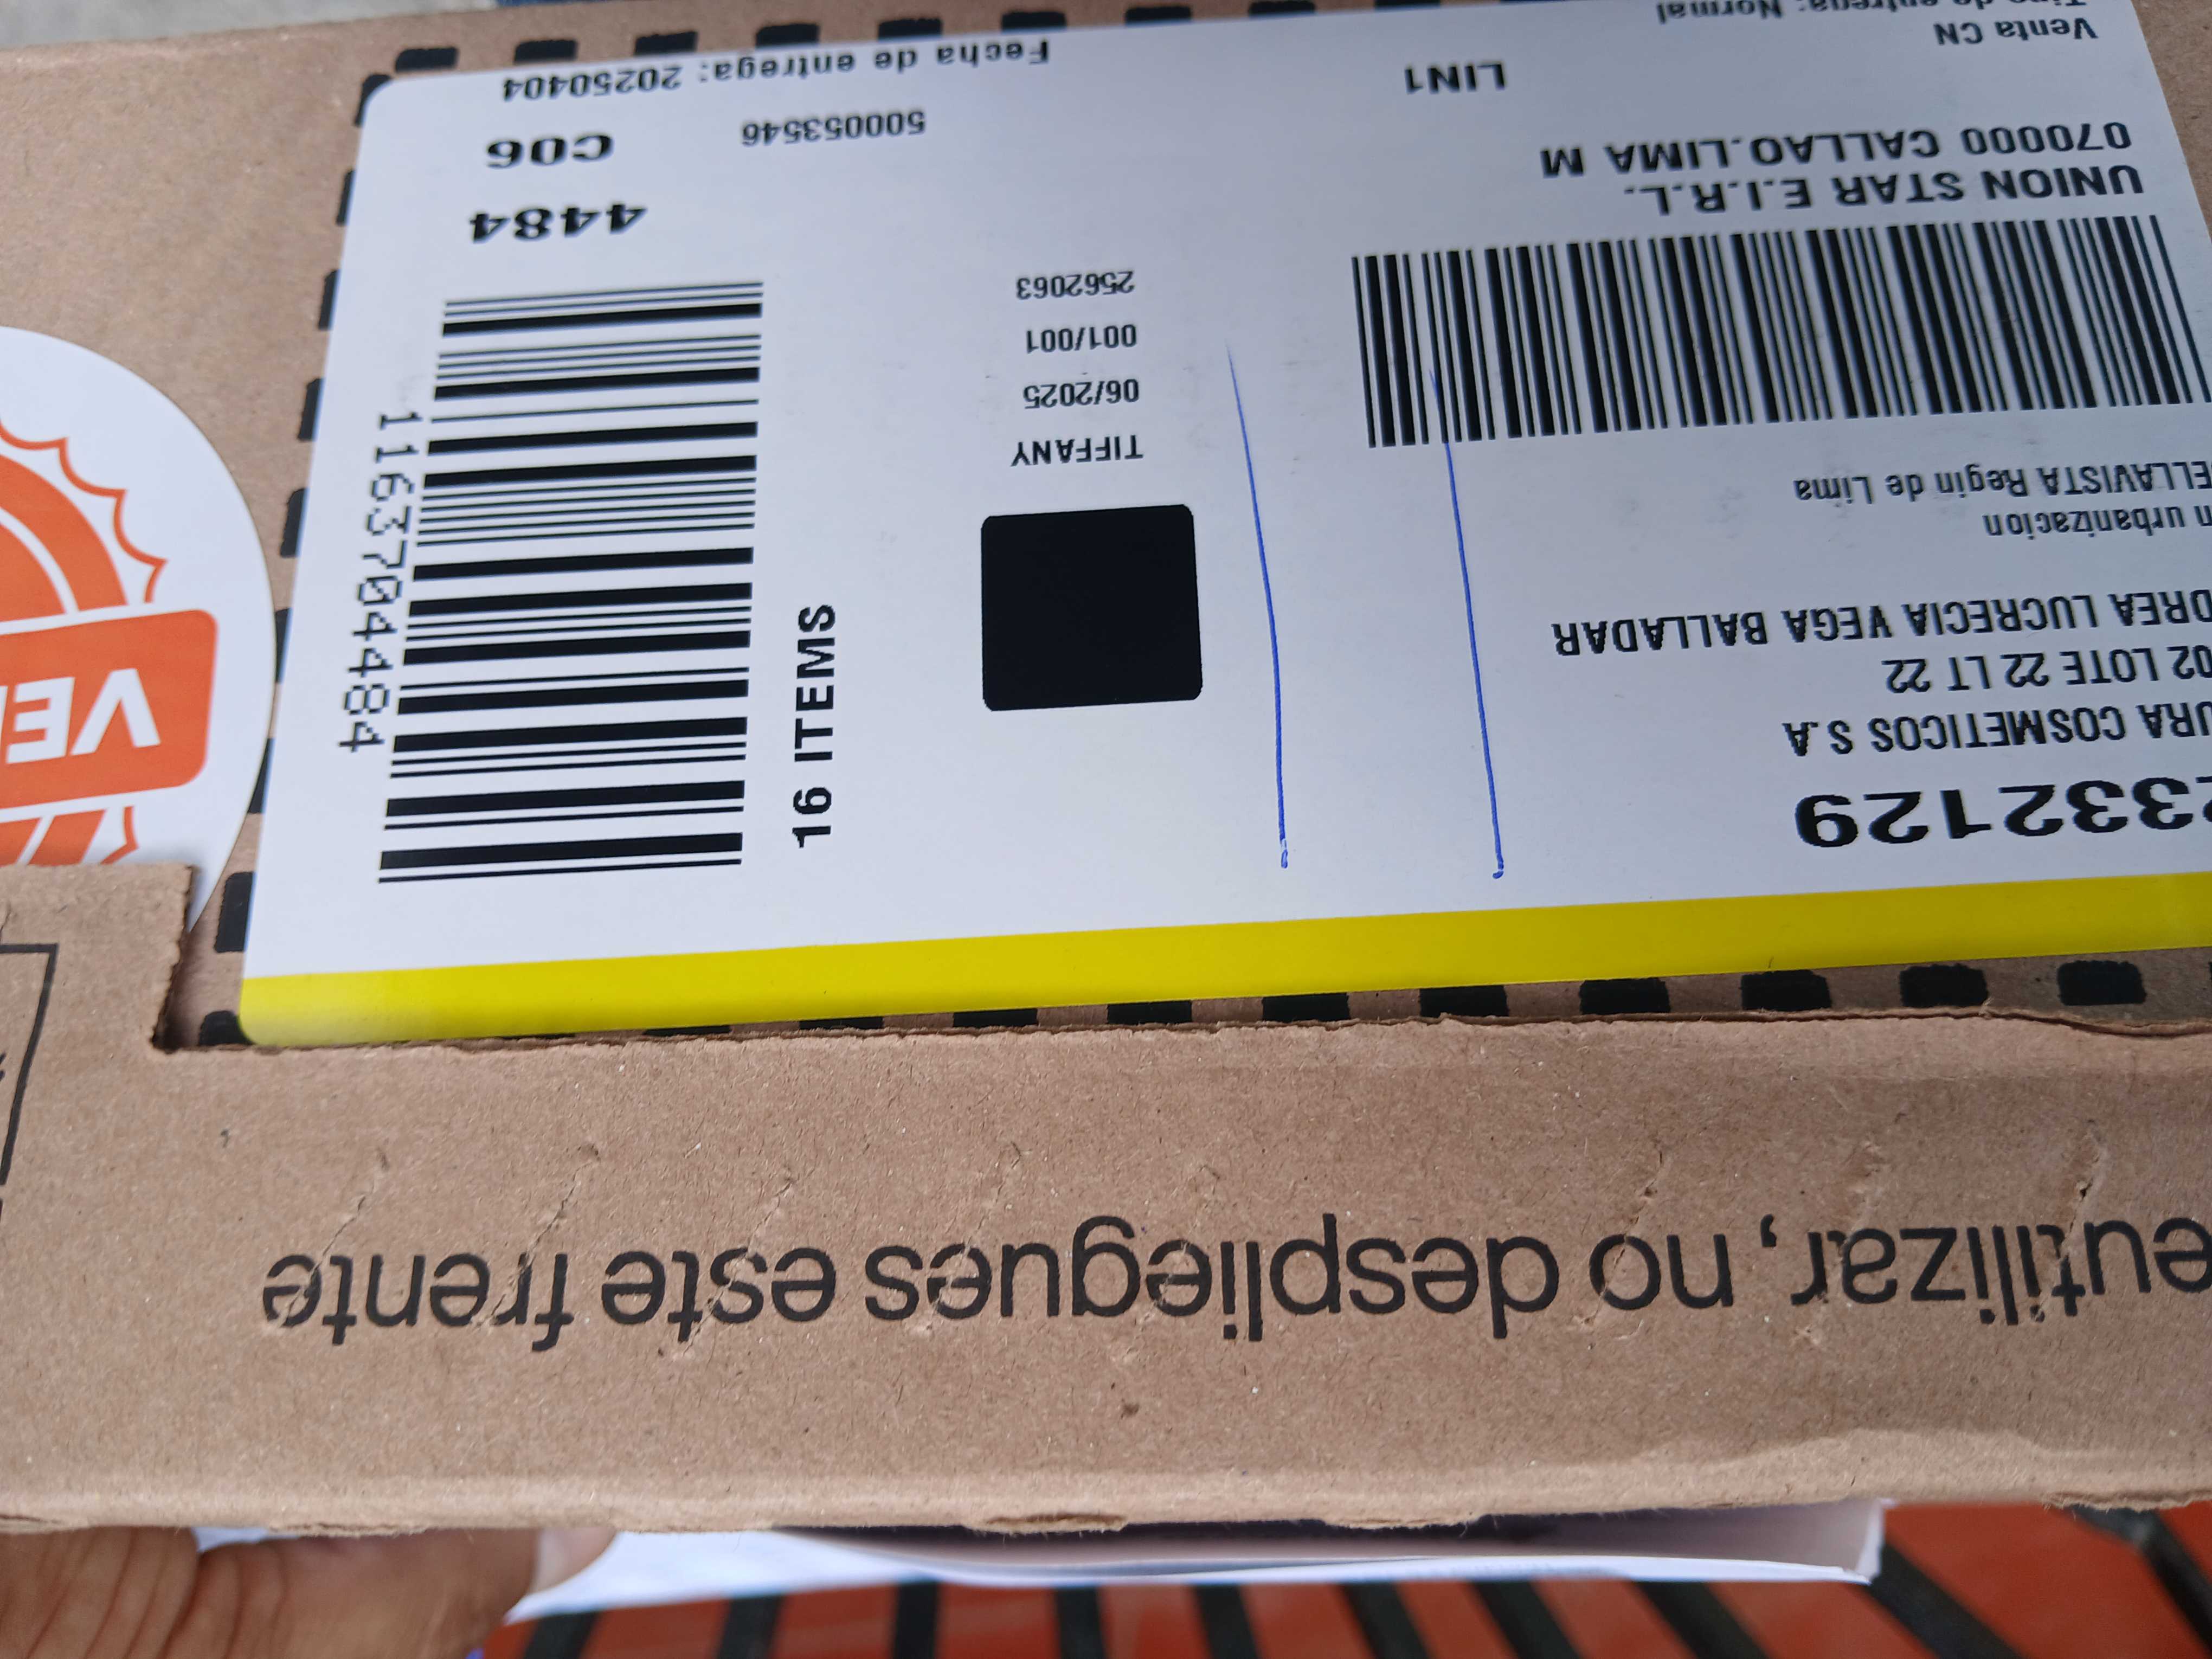 2332129
URA COSMETICOS S.A
02 LOTE 22 LT 22
DREA LUCRECIA VEGA BALLADAR
n urbanizacion
ELLAVISTA Regin de Lima
UNION STAR E.I.R.L.
070000 CALLAO.LIMA M
LIN1
Venta CN
Tipo de entrega: Normal
TIFFANY
06/2025
001/001
2562063
16 ITEMS
11637044484
4484
C06
500053546
Fecha de entrega: 20250404
VE
eutilizar, no despliegues este frente